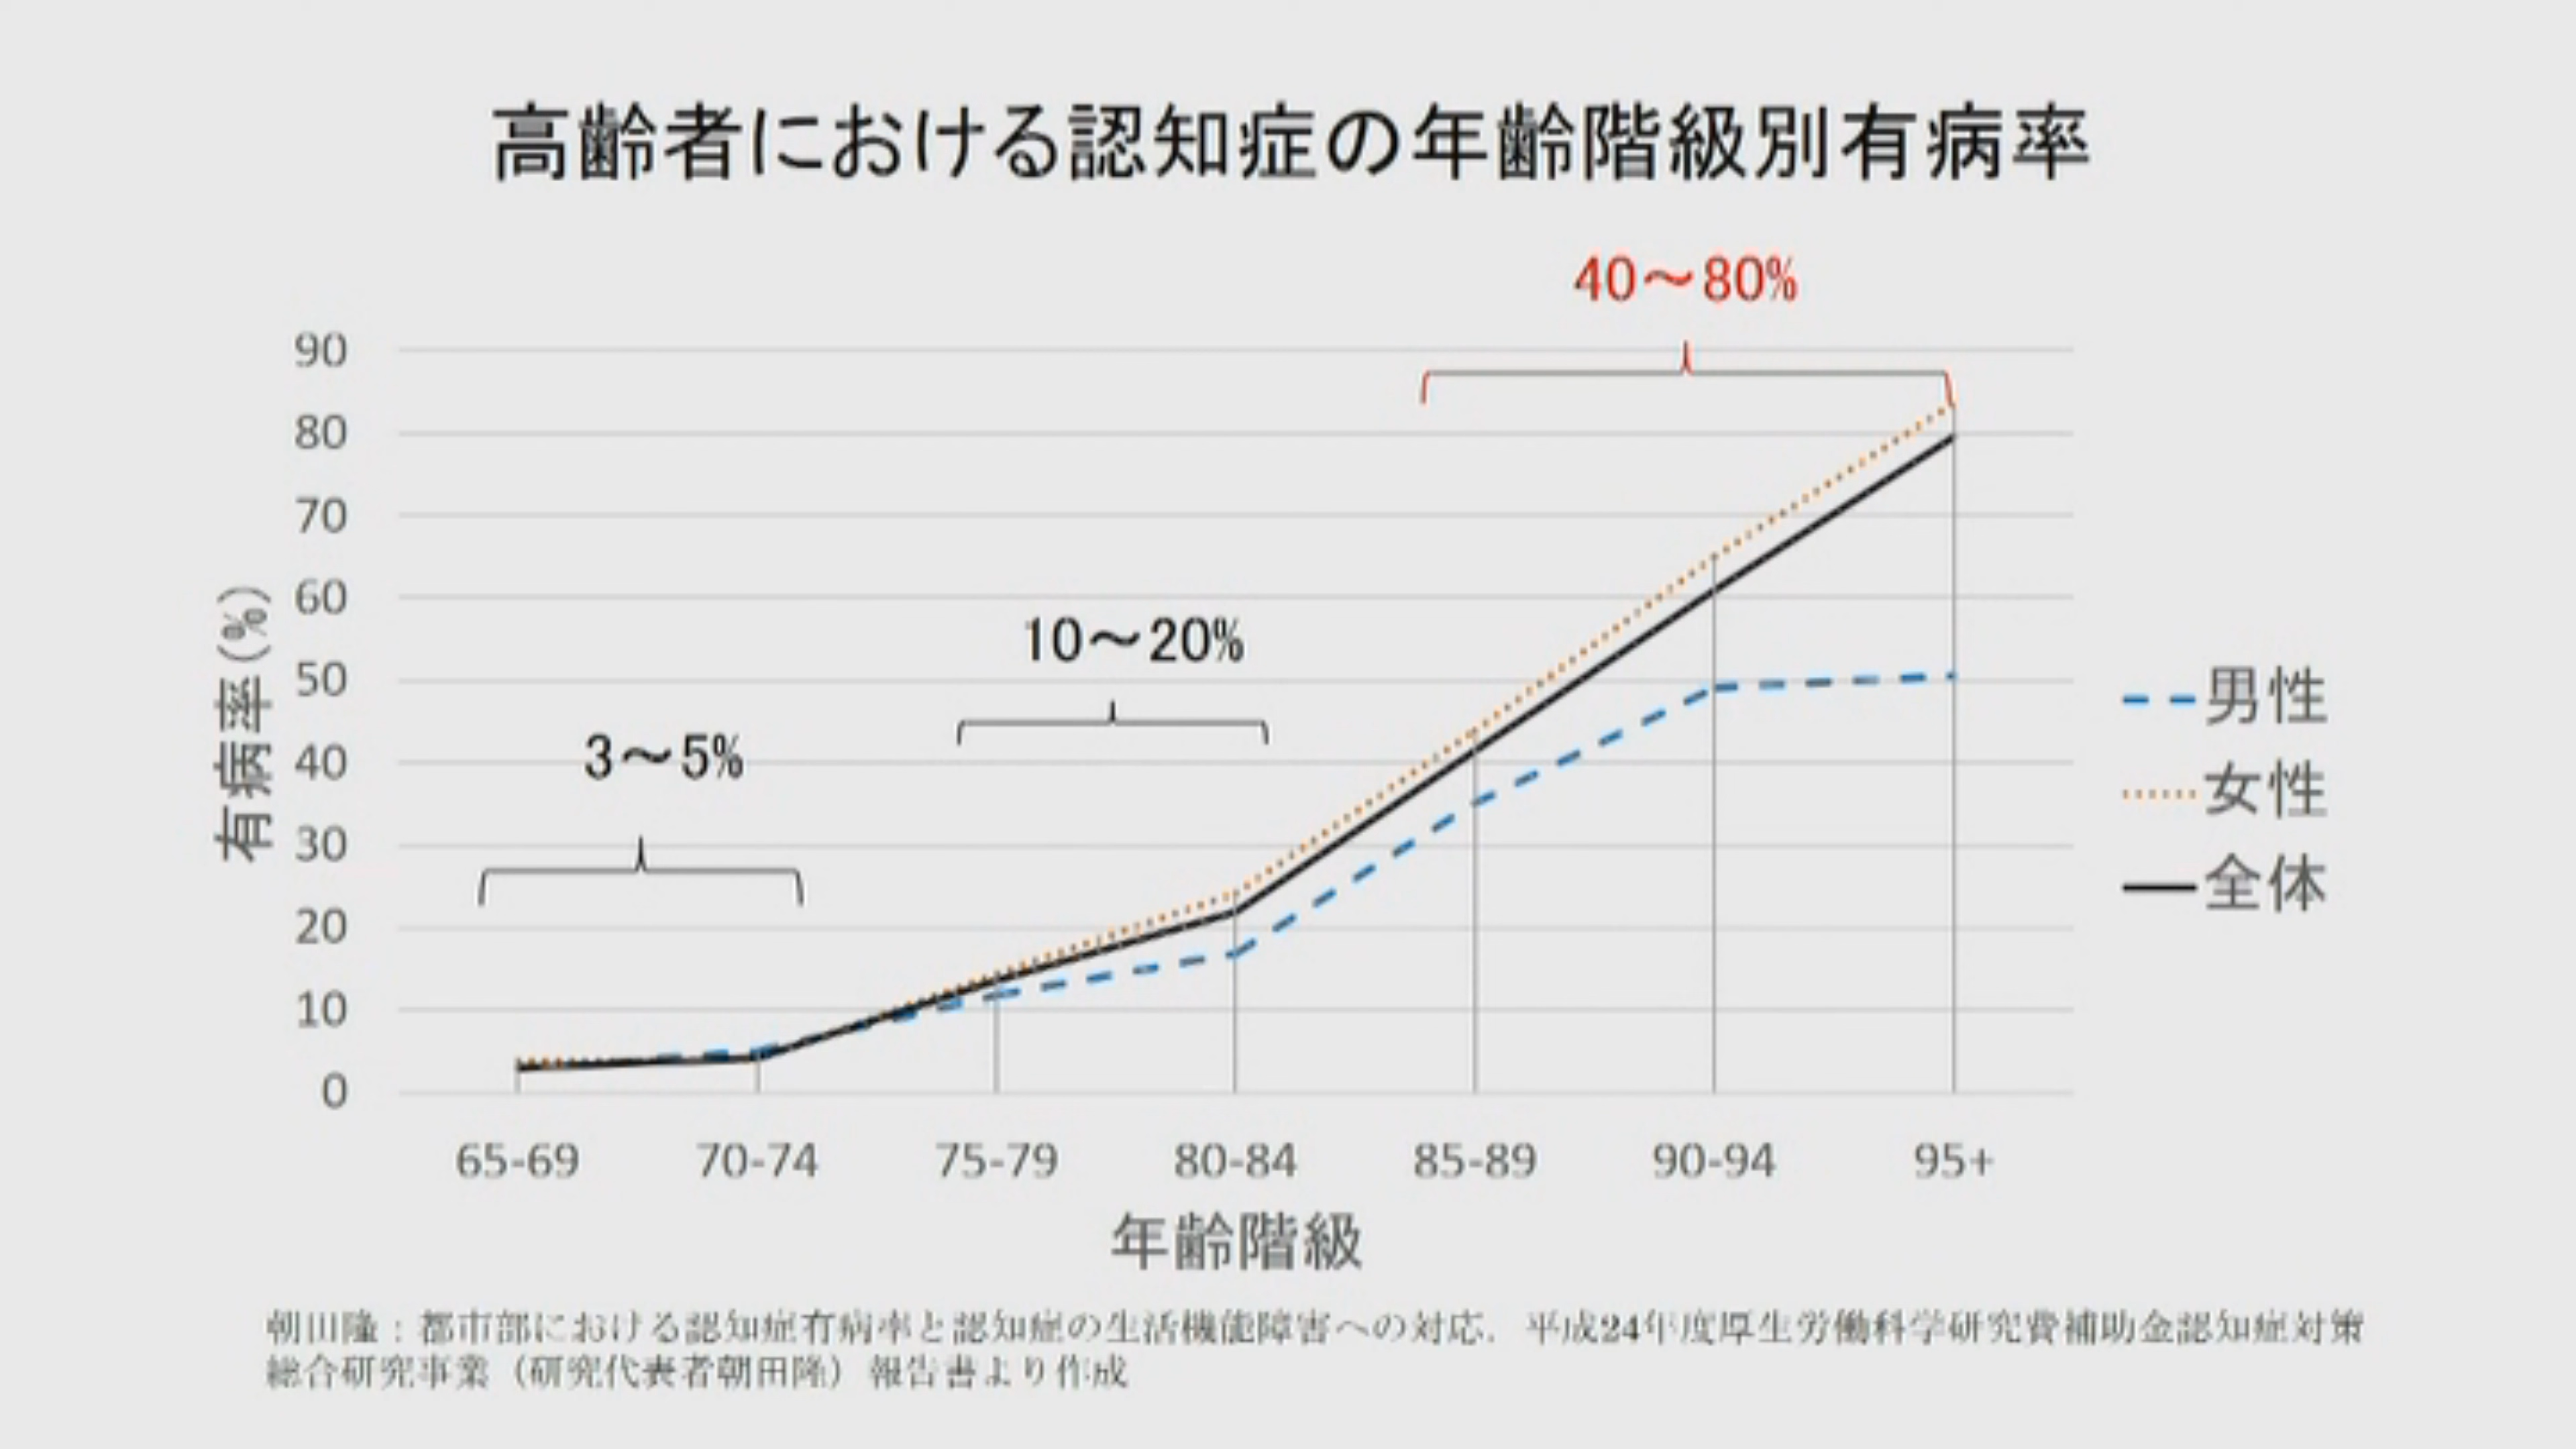 高齢者における認知症の年齢階級別有病率
40～80%
10～20%
3～5%
有病率(%)
90
80
70
60
50
40
30
20
10
0
65-69 70-74 75-79 80-84 85-89 90-94 95+
年齢階級
男性
女性
全体
朝田隆：都市部における認知症有病率と認知症の生活機能障害への対応．平成24年度厚生労働科学研究費補助金認知症対策
総合研究事業（研究代表者朝田隆）報告書より作成